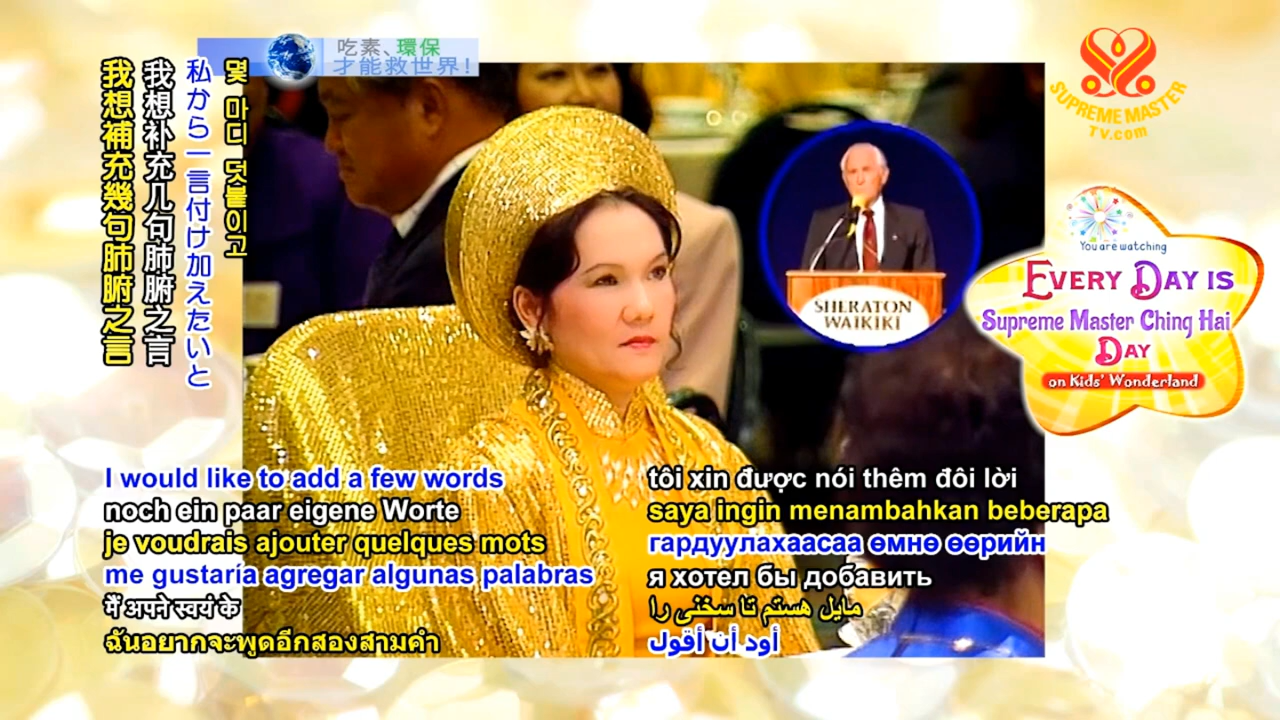 吃素、環保
才能救世界!
我想補充幾句肺腑之言
我想补充几句肺腑之言
私から一言付け加えたいと
몇 마디 덧붙이고
SUPREME MASTER
TV.com
SHERATON
WAIKIKI
You are watching
EVERY DAY IS
Supreme Master Ching Hai
DAY
on Kids' Wonderland
I would like to add a few words
noch ein paar eigene Worte
je voudrais ajouter quelques mots
me gustaría agregar algunas palabras
मैं अपने स्वयं के
ฉันอยากจะพูดอีกสองสามคำ
tôi xin được nói thêm đôi lời
saya ingin menambahkan beberapa
гардуулахаасаа өмнө өөрийн
я хотел бы добавить
مایل هستم تا سخنی را
أود أن أقول